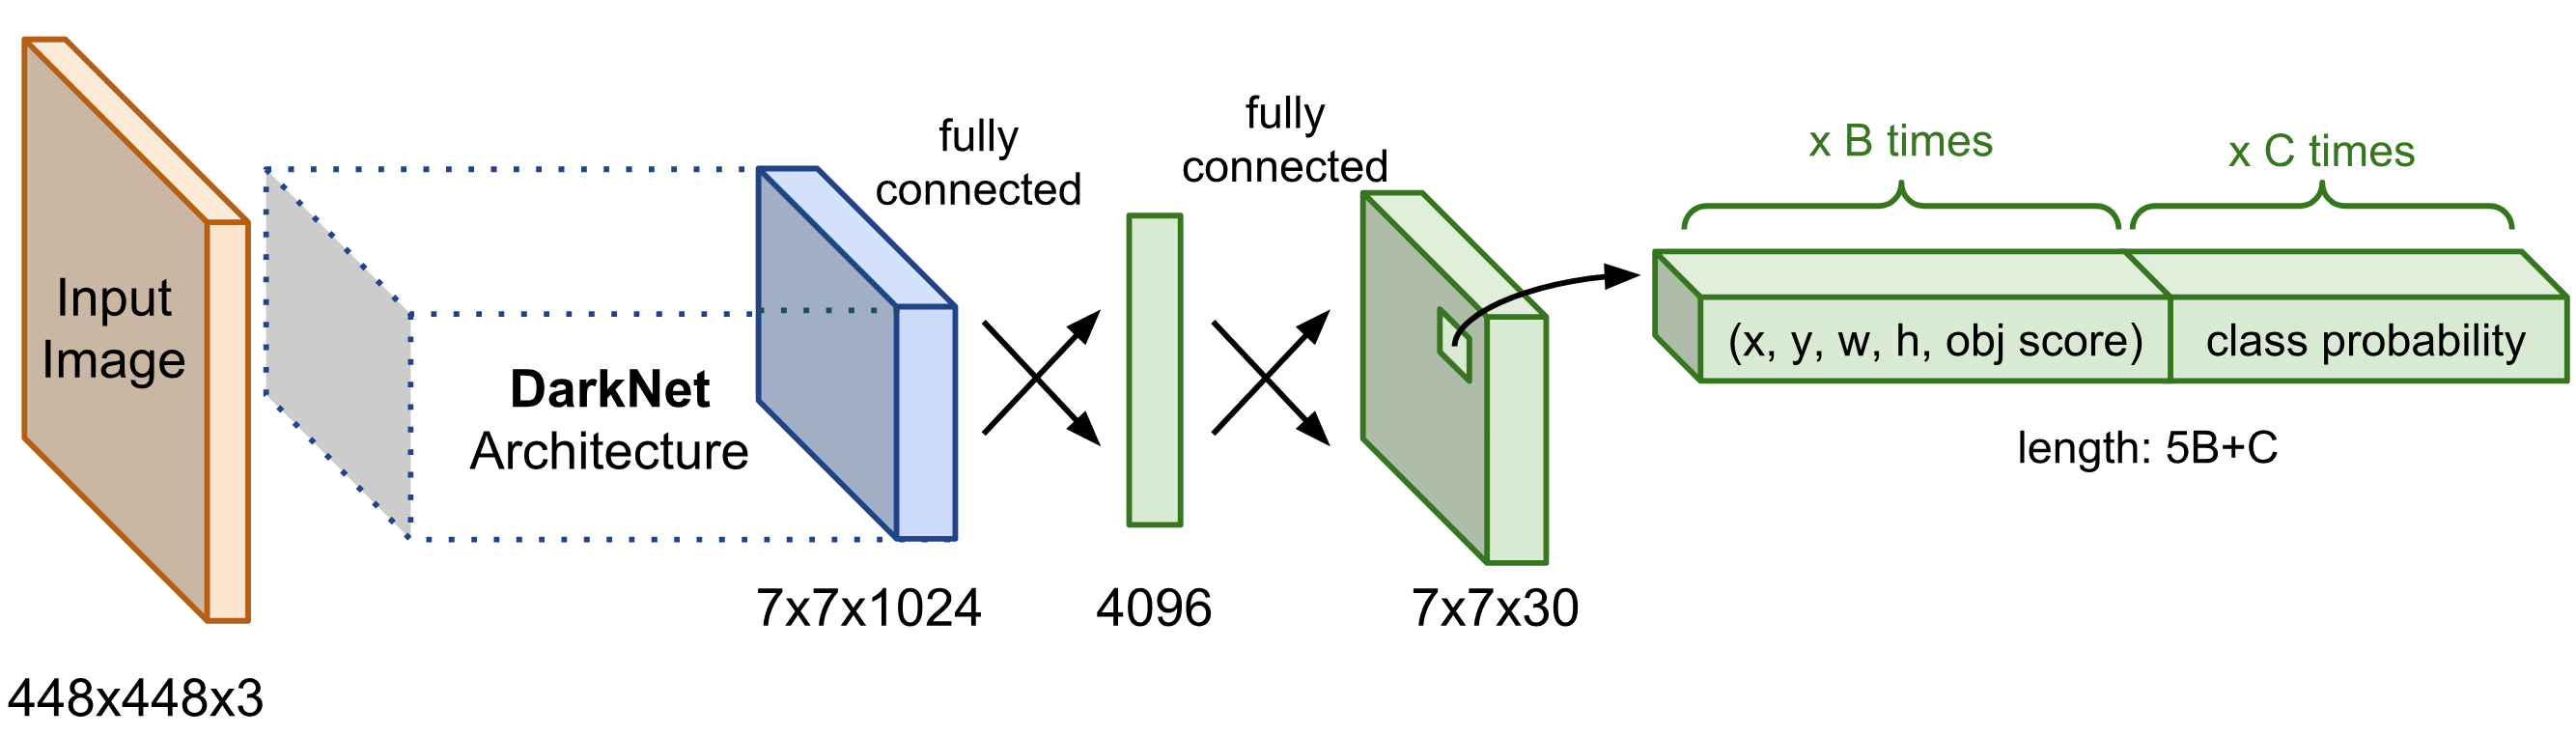 Input
Image
448x448x3
DarkNet
Architecture
7x7x1024
fully
connected
4096
fully
connected
7x7x30
x B times
x C times
(x, y, w, h, obj score)
class probability
length: 5B+C